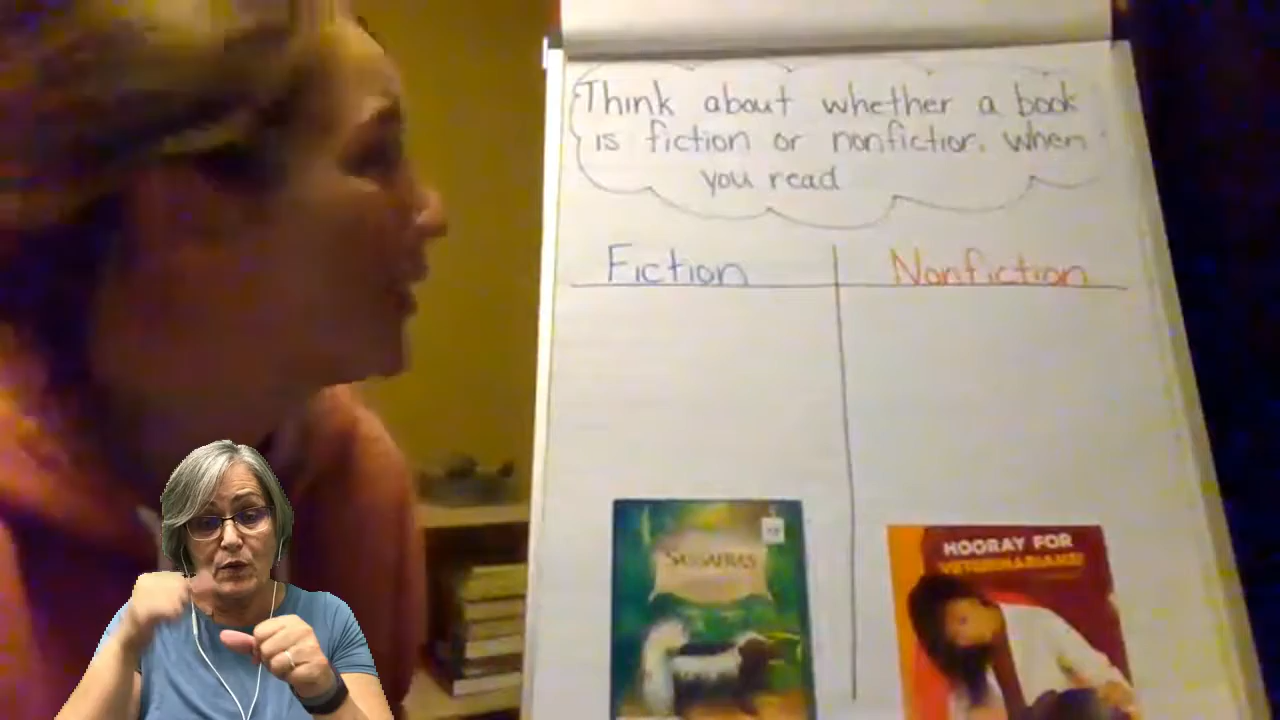 Think about whether a book
is fiction or nonfiction when
you read
Fiction
Nonfiction
HOORAY FOR
VETERINARIANS!